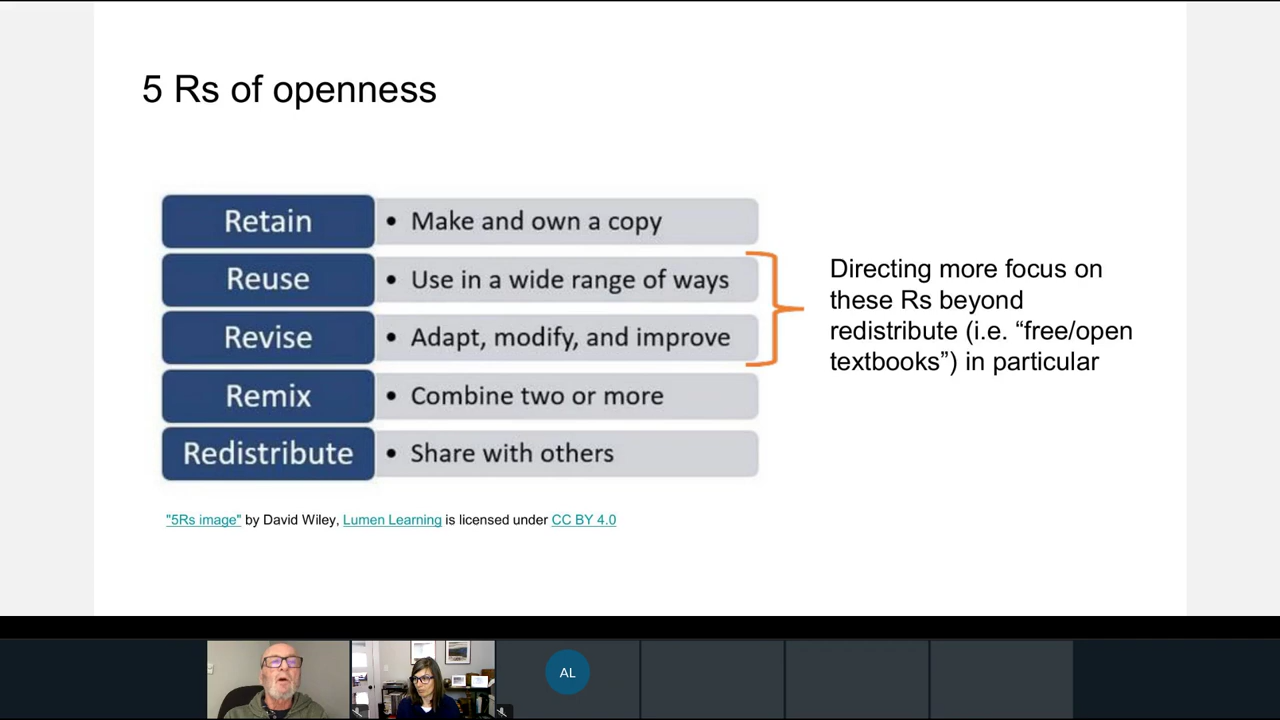 5 Rs of openness
Retain • Make and own a copy
Reuse • Use in a wide range of ways
Revise • Adapt, modify, and improve
Remix • Combine two or more
Redistribute • Share with others
Directing more focus on
these Rs beyond
redistribute (i.e. “free/open
textbooks”) in particular
"5Rs image" by David Wiley, Lumen Learning is licensed under CC BY 4.0
AL